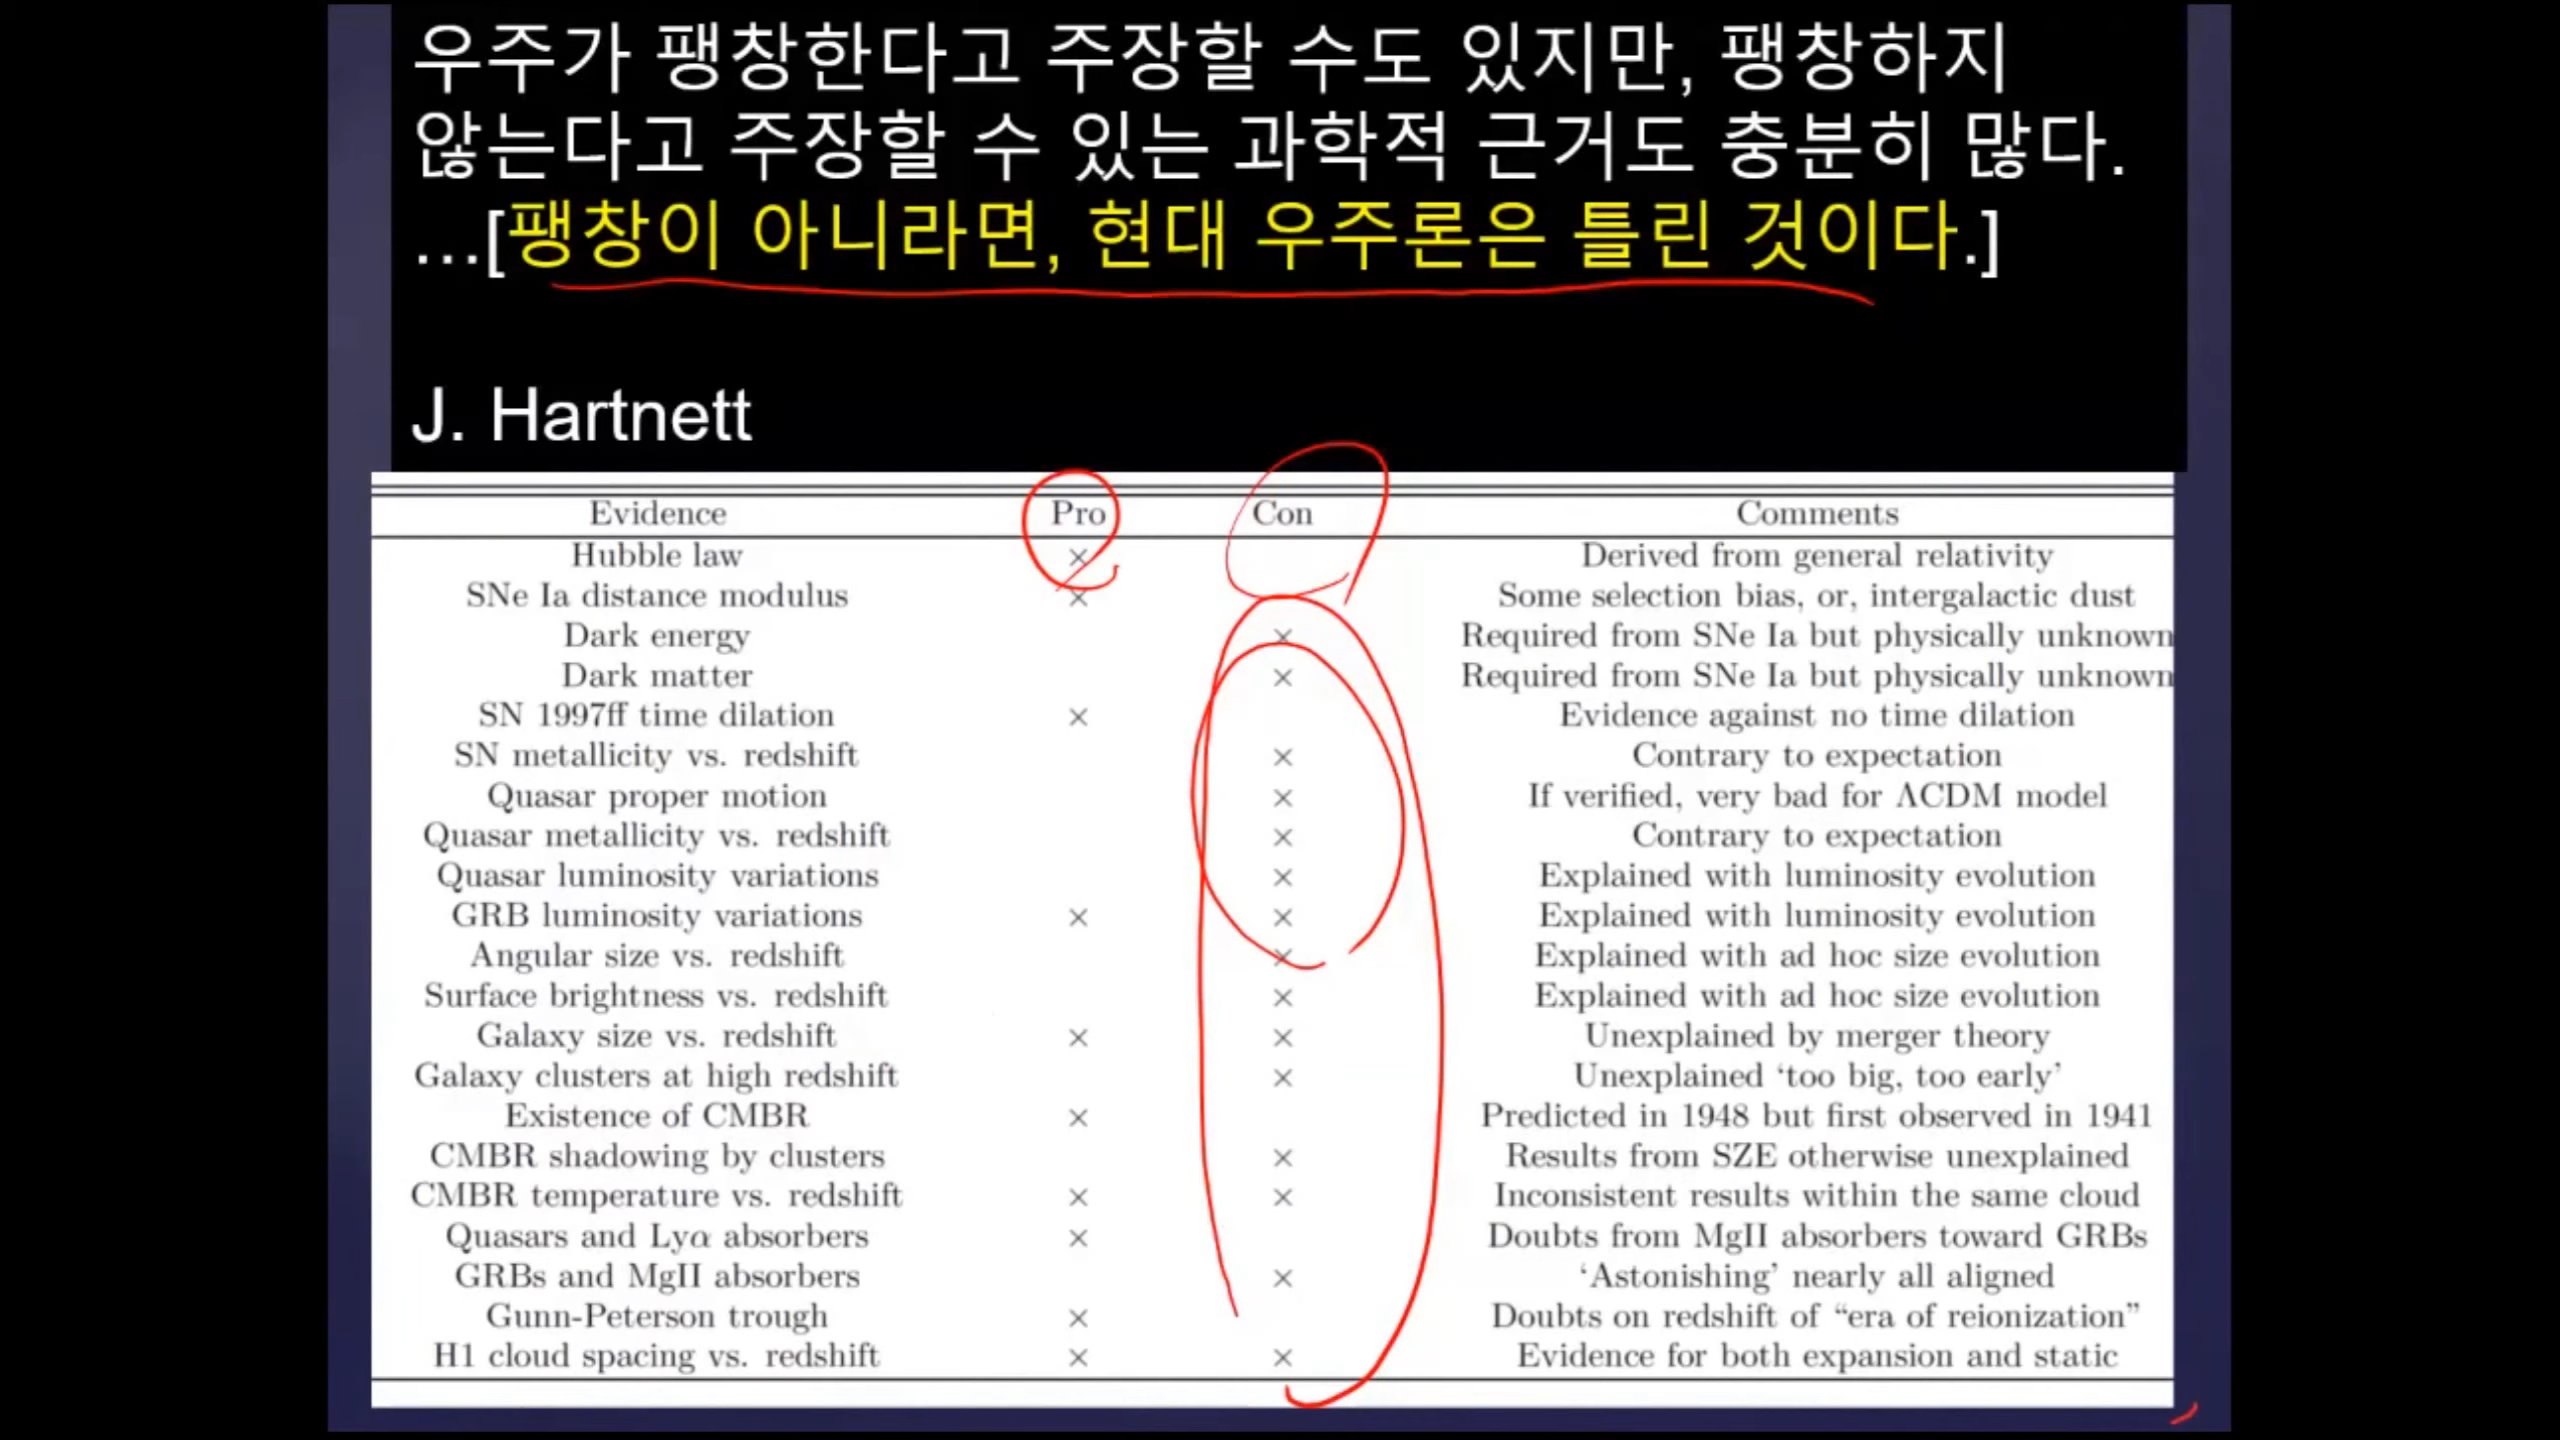 우주가 팽창한다고 주장할 수도 있지만, 팽창하지
않는다고 주장할 수 있는 과학적 근거도 충분히 많다.
...[팽창이 아니라면, 현대 우주론은 틀린 것이다.]
J. Hartnett
Evidence Pro Con Comments
Hubble law × Derived from general relativity
SNe Ia distance modulus × Some selection bias, or, intergalactic dust
Dark energy × Required from SNe Ia but physically unknown
Dark matter × Required from SNe Ia but physically unknown
SN 1997ff time dilation × Evidence against no time dilation
SN metallicity vs. redshift × Contrary to expectation
Quasar proper motion × If verified, very bad for ΛCDM model
Quasar metallicity vs. redshift × Contrary to expectation
Quasar luminosity variations × Explained with luminosity evolution
GRB luminosity variations × × Explained with luminosity evolution
Angular size vs. redshift × Explained with ad hoc size evolution
Surface brightness vs. redshift × Explained with ad hoc size evolution
Galaxy size vs. redshift × × Unexplained by merger theory
Galaxy clusters at high redshift × Unexplained ‘too big, too early’
Existence of CMBR × Predicted in 1948 but first observed in 1941
CMBR shadowing by clusters × Results from SZE otherwise unexplained
CMBR temperature vs. redshift × × Inconsistent results within the same cloud
Quasars and Lyα absorbers × Doubts from MgII absorbers toward GRBs
GRBs and MgII absorbers × ‘Astonishing’ nearly all aligned
Gunn-Peterson trough × Doubts on redshift of “era of reionization”
H1 cloud spacing vs. redshift × × Evidence for both expansion and static